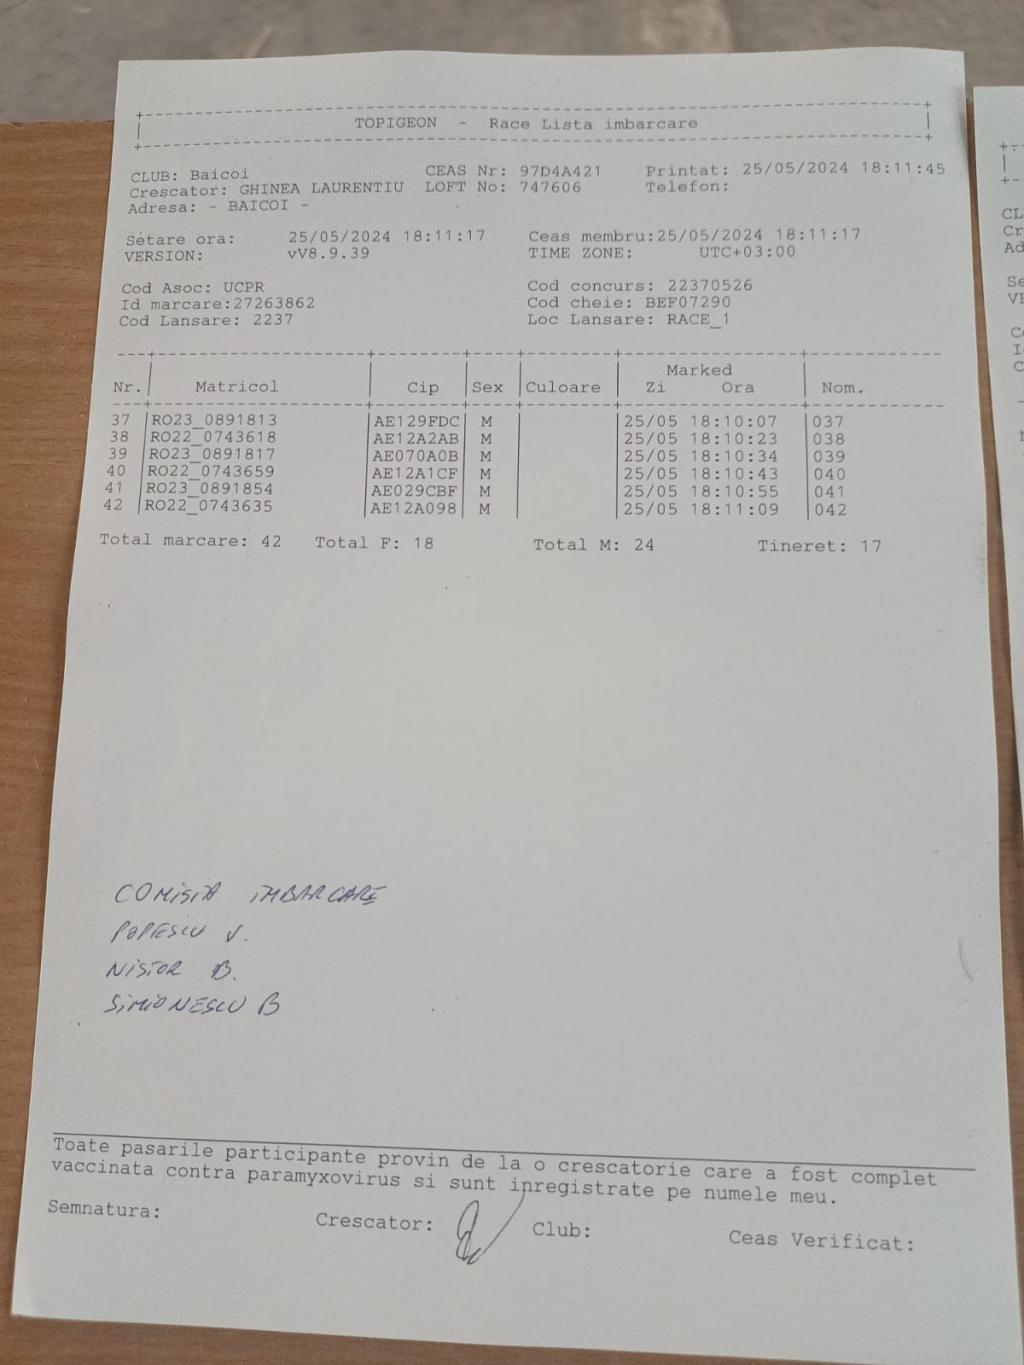 TOPIGEON - Race Lista imbarcare
CLUB: Baicoi CEAS Nr: 97D4A421 Printat: 25/05/2024 18:11:45
Crescator: GHINEA LAURENTIU LOFT No: 747606 Telefon:
Adresa: - BAICOI -
Setare ora: 25/05/2024 18:11:17 Ceas membru:25/05/2024 18:11:17
VERSION: vV8.9.39 TIME ZONE: UTC+03:00
Cod Asoc: UCPR Cod concurs: 22370526
Id marcare:27263862 Cod cheie: BEF07290
Cod Lansare: 2237 Loc Lansare: RACE_1
Marked
Nr. Matricol Cip Sex Culoare Zi Ora Nom.
37 RO23_0891813 AE129FDC M 25/05 18:10:07 037
38 RO22_0743618 AE12A2AB M 25/05 18:10:23 038
39 RO23_0891817 AE070A0B M 25/05 18:10:34 039
40 RO22_0743659 AE12A1CF M 25/05 18:10:43 040
41 RO23_0891854 AE029CBF M 25/05 18:10:55 041
42 RO22_0743635 AE12A098 M 25/05 18:11:09 042
Total marcare: 42 Total F: 18 Total M: 24 Tineret: 17
COMISIA IMBARCARE
POPESCU V.
NISTOR B.
SIMIONESCU B
Toate pasarile participante provin de la o crescatorie care a fost complet
vaccinata contra paramyxovirus si sunt inregistrate pe numele meu.
Semnatura: Crescator: Club: Ceas Verificat: